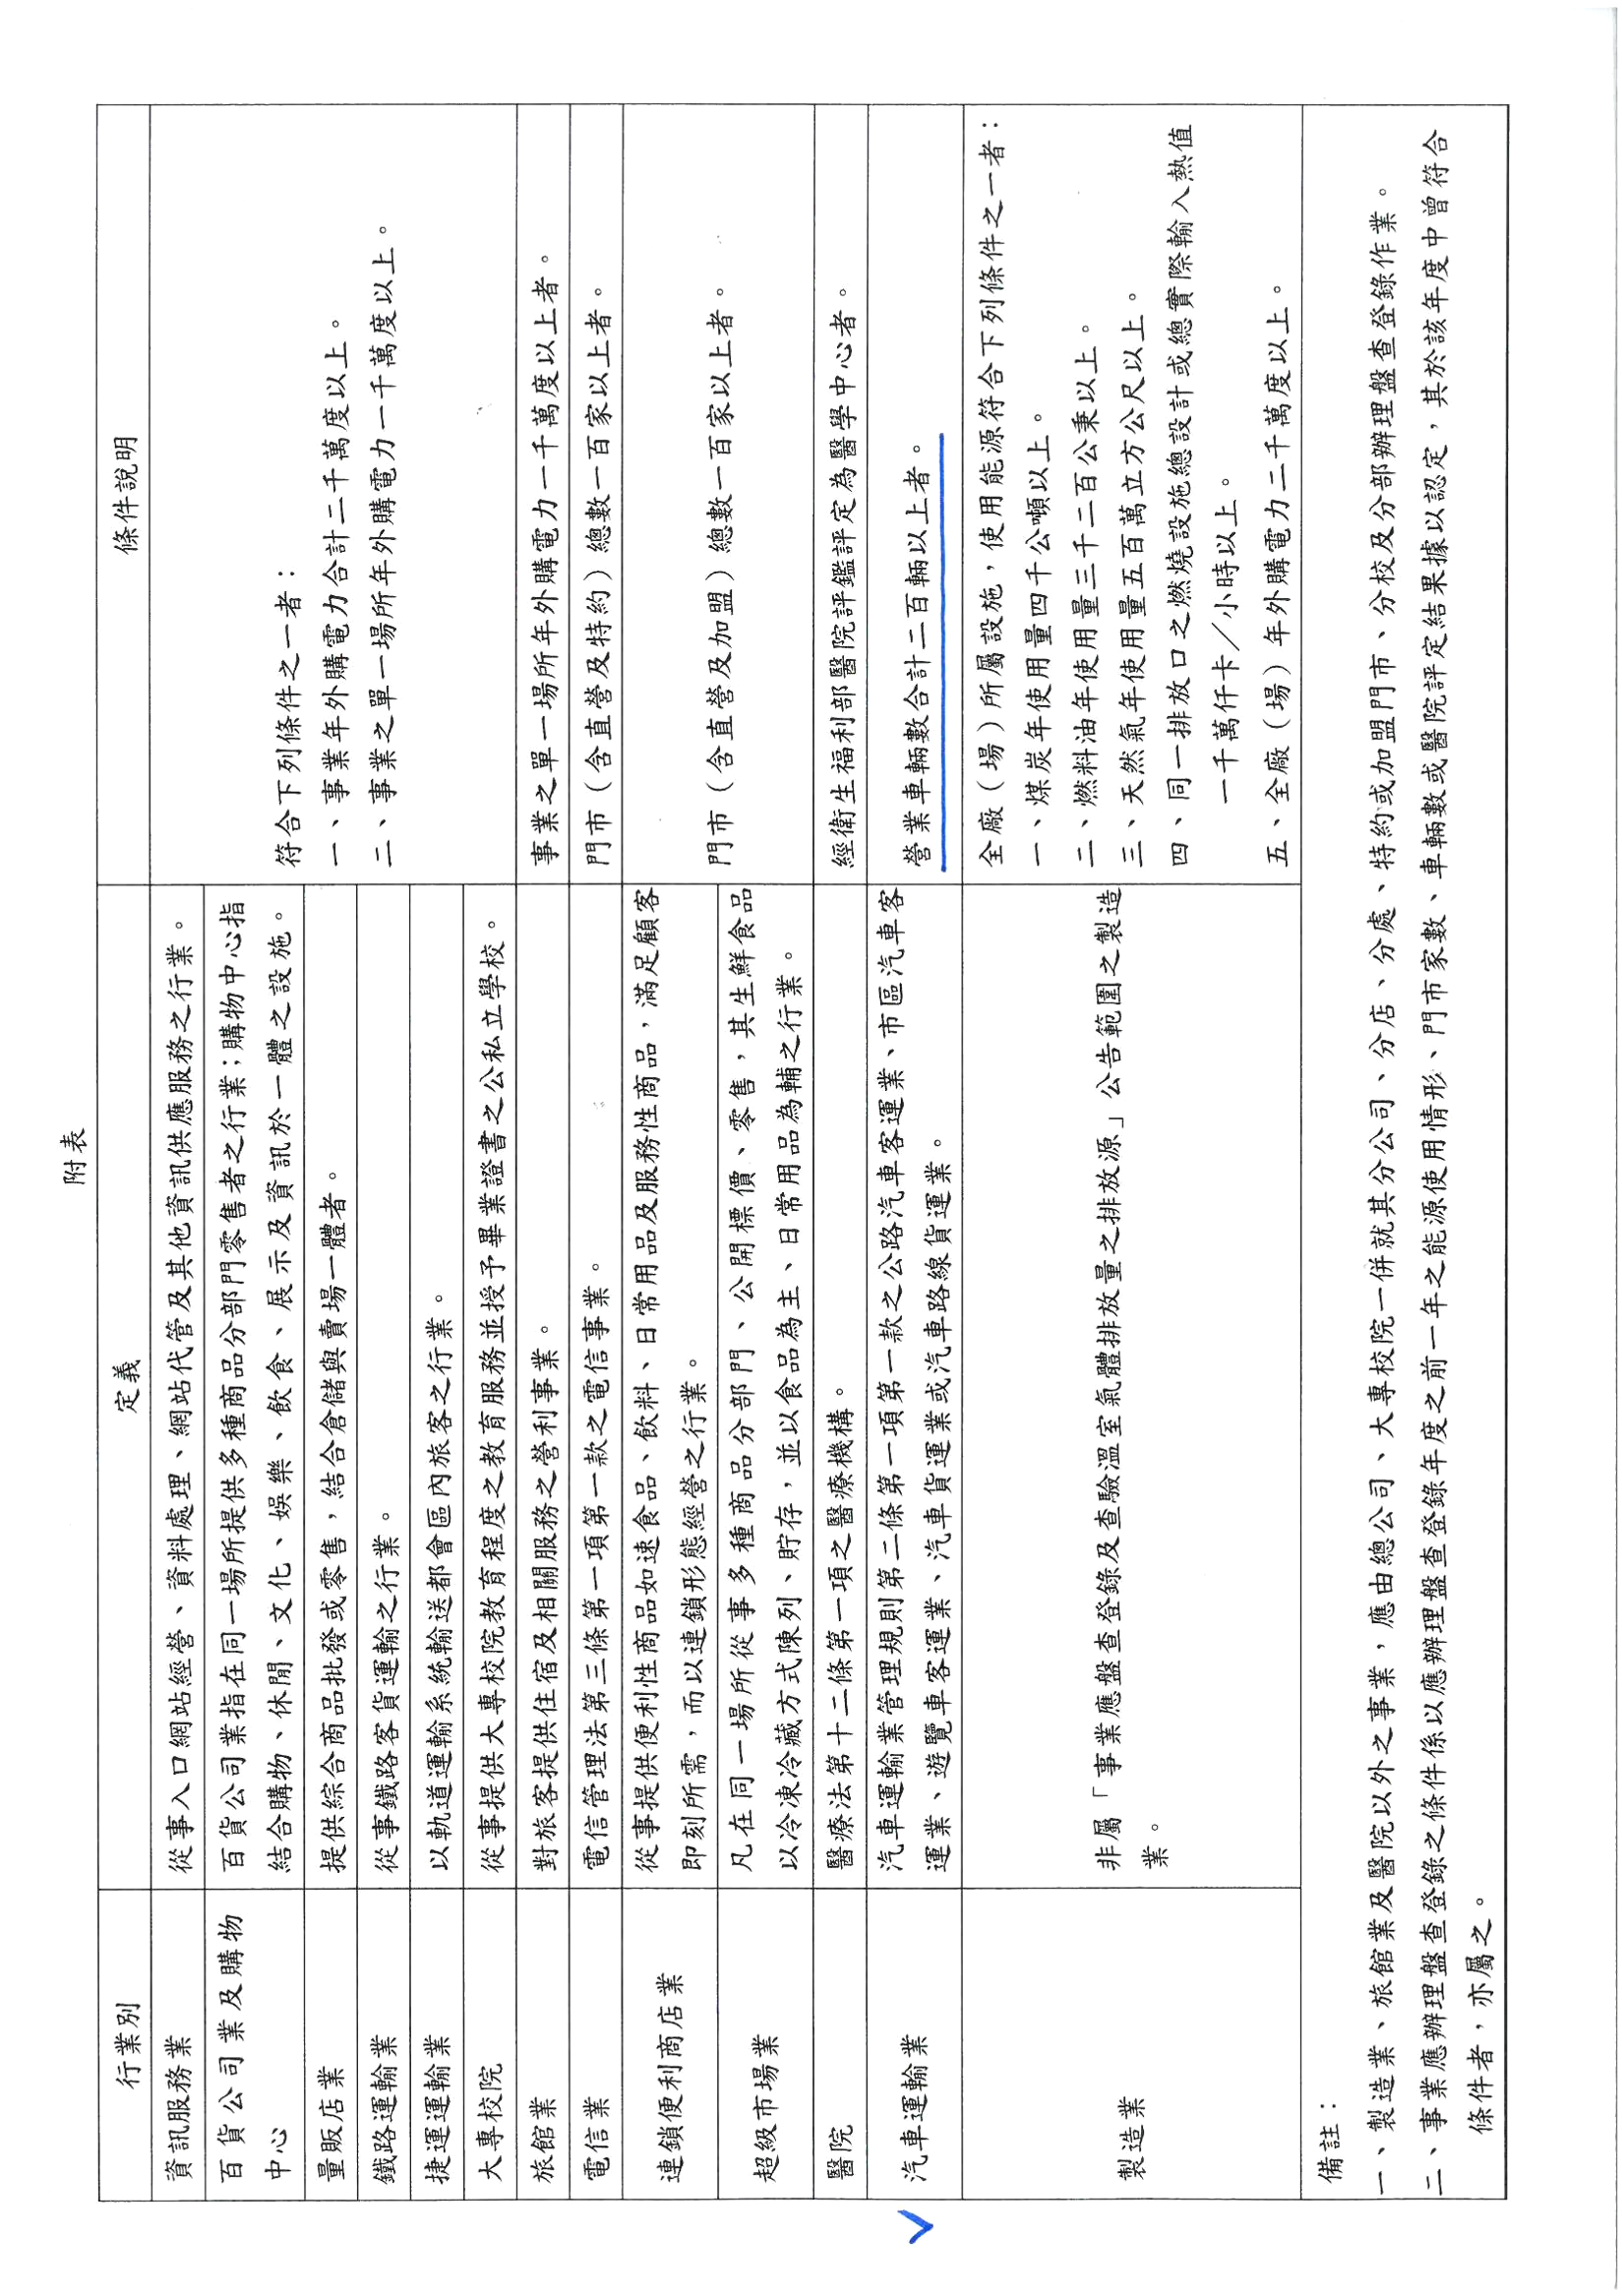 附表
行業別 定義 條件說明
資訊服務業 從事入口網站經營、資料處理、網站代管及其他資訊供應服務之行業。
百貨公司業及購物
中心
百貨公司業指在同一場所提供多種商品分部門零售者之行業；購物中心指
結合購物、休閒、文化、娛樂、飲食、展示及資訊於一體之設施。
量販店業 提供綜合商品批發或零售，結合倉儲與賣場一體者。
鐵路運輸業 從事鐵路客貨運輸之行業。
捷運運輸業 以軌道運輸系統輸送都會區內旅客之行業。
大專校院 從事提供大專校院教育程度之教育服務並授予畢業證書之公私立學校。
符合下列條件之一者：
一、事業年外購電力合計二千萬度以上。
二、事業之單一場所年外購電力一千萬度以上。
旅館業 對旅客提供住宿及相關服務之營利事業。 事業之單一場所年外購電力一千萬度以上者。
電信業 電信管理法第三條第一項第一款之電信事業。 門市（含直營及特約）總數一百家以上者。
連鎖便利商店業
從事提供便利性商品如速食品、飲料、日常用品及服務性商品，滿足顧客
即刻所需，而以連鎖形態經營之行業。
超級市場業
凡在同一場所從事多種商品分部門、公開標價、零售，其生鮮食品
以冷凍冷藏方式陳列、貯存，並以食品為主、日常用品為輔之行業。
門市（含直營及加盟）總數一百家以上者。
醫院 醫療法第十二條第一項之醫療機構。 經衛生福利部醫院評鑑評定為醫學中心者。
汽車運輸業
汽車運輸業管理規則第二條第一項第一款之公路汽車客運業、市區汽車客
運業、遊覽車客運業、汽車貨運業或汽車路線貨運業。
營業車輛數合計二百輛以上者。
製造業
非屬「事業應盤查登錄及查驗溫室氣體排放量之排放源」公告範圍之製造
業。
全廠（場）所屬設施，使用能源符合下列條件之一者：
一、煤炭年使用量四千公噸以上。
二、燃料油年使用量三千二百公秉以上。
三、天然氣年使用量五百萬立方公尺以上。
四、同一排放口之燃燒設施總設計或總實際輸入熱值
一千萬仟卡／小時以上。
五、全廠（場）年外購電力二千萬度以上。
備註：
一、製造業、旅館業及醫院以外之事業，應由總公司、大專校院一併就其分公司、分店、分處、特約或加盟門市、分校及分部辦理盤查登錄作業。
二、事業應辦理盤查登錄之條件係以應辦理盤查登錄年度之前一年之能源使用情形、門市家數、車輛數或醫院評定結果據以認定，其於該年度中曾符合
條件者，亦屬之。